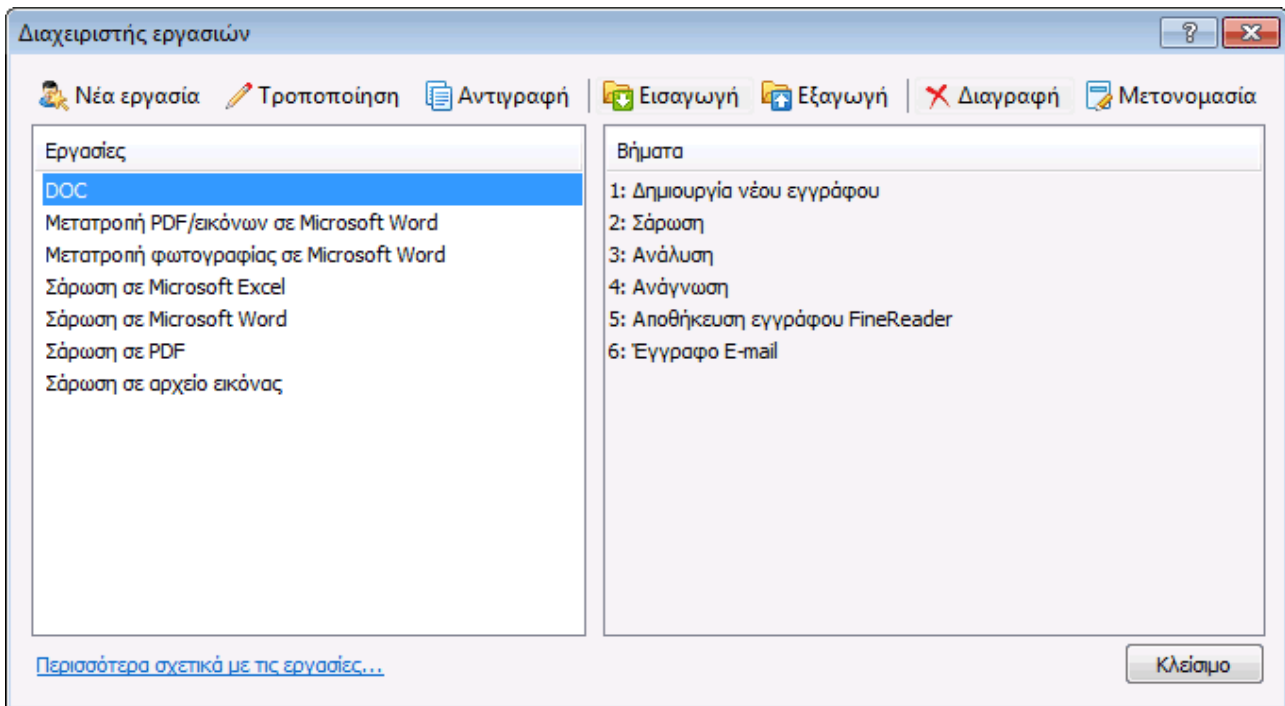 Διαχειριστής εργασιών
Νέα εργασία Τροποποίηση Αντιγραφή Εισαγωγή Εξαγωγή Διαγραφή Μετονομασία
Εργασίες
DOC
Μετατροπή PDF/εικόνων σε Microsoft Word
Μετατροπή φωτογραφίας σε Microsoft Word
Σάρωση σε Microsoft Excel
Σάρωση σε Microsoft Word
Σάρωση σε PDF
Σάρωση σε αρχείο εικόνας
Βήματα
1: Δημιουργία νέου εγγράφου
2: Σάρωση
3: Ανάλυση
4: Ανάγνωση
5: Αποθήκευση εγγράφου FineReader
6: Έγγραφο E-mail
Περισσότερα σχετικά με τις εργασίες...
Κλείσιμο